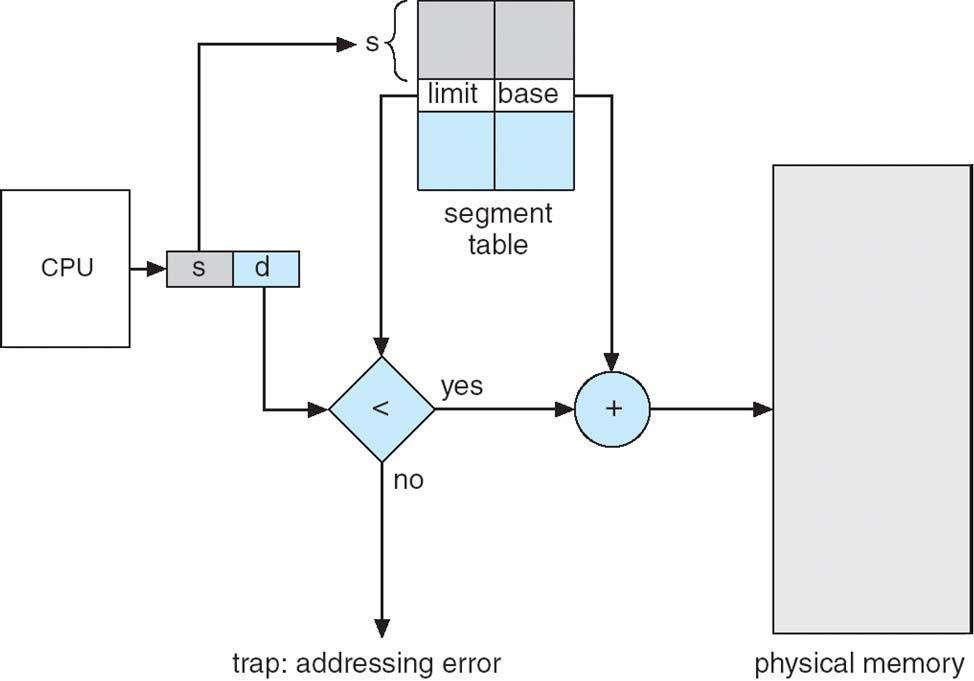 s
limit base
segment
table
CPU
s d
yes
<
+
no
trap: addressing error
physical memory